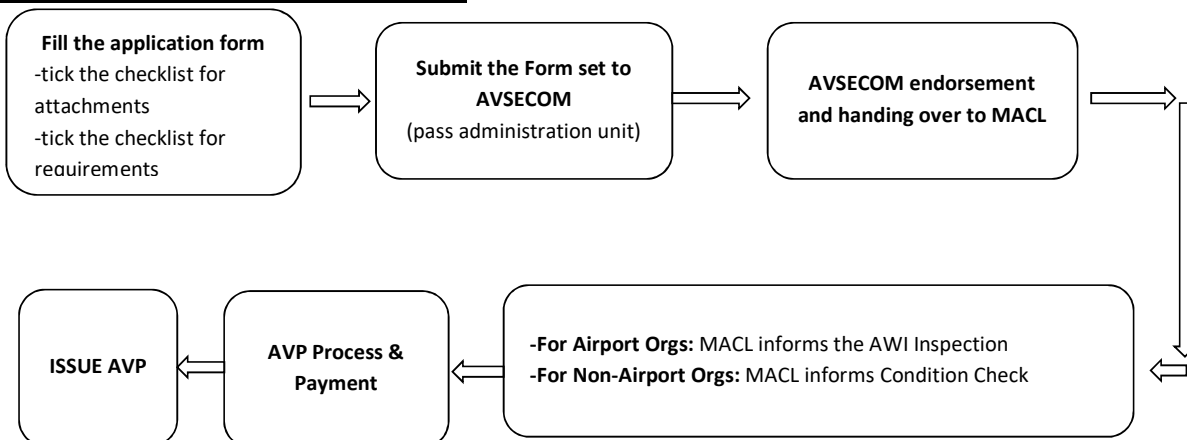 Fill the application form
-tick the checklist for
attachments
-tick the checklist for
requirements
Submit the Form set to
AVSECOM
(pass administration unit)
AVSECOM endorsement
and handing over to MACL
-For Airport Orgs: MACL informs the AWI Inspection
-For Non-Airport Orgs: MACL informs Condition Check
AVP Process &
Payment
ISSUE AVP